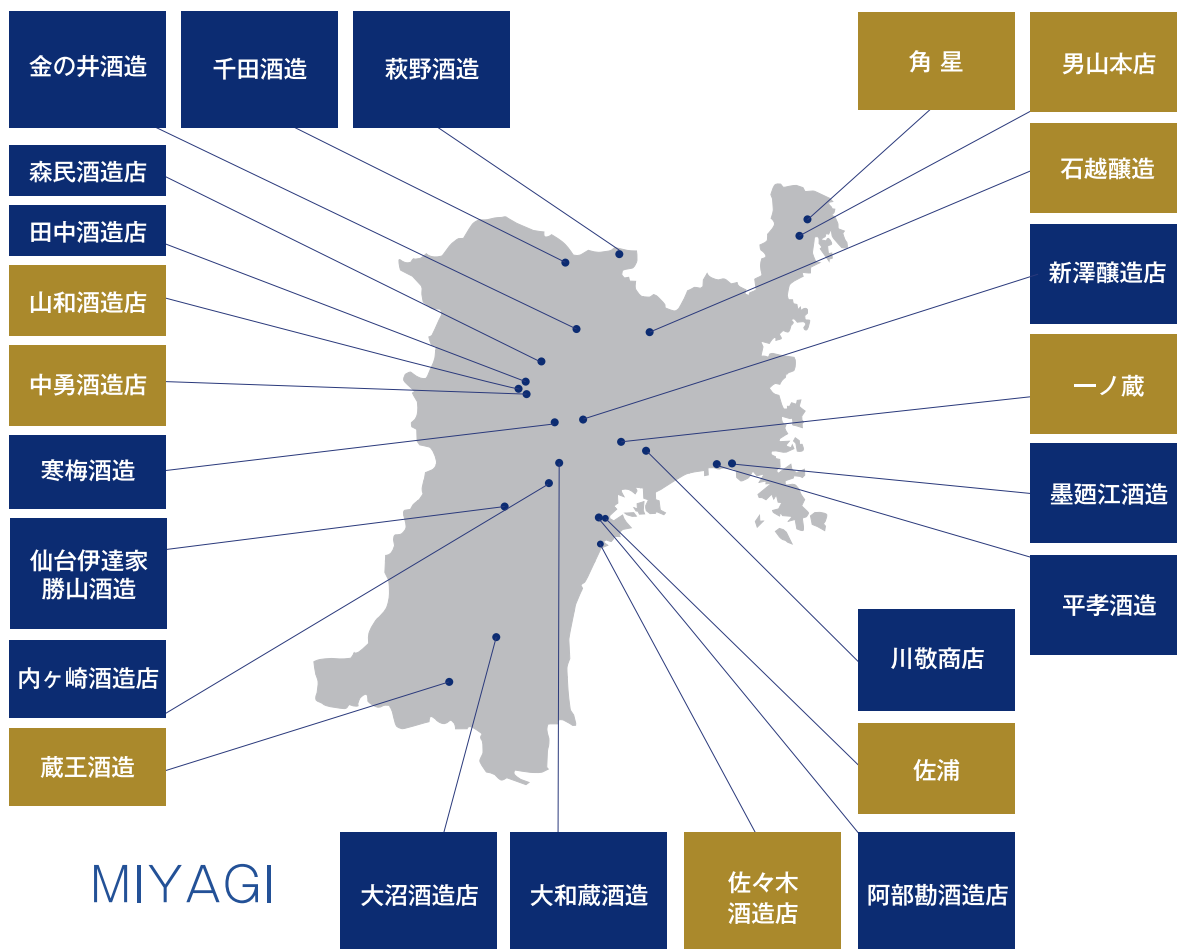 金の井酒造
千田酒造
萩野酒造
角 星
男山本店
森民酒造店
田中酒造店
山和酒造店
中勇酒造店
寒梅酒造
仙台伊達家
勝山酒造
内ヶ崎酒造店
蔵王酒造
石越醸造
新澤醸造店
一ノ蔵
墨廼江酒造
平孝酒造
川敬商店
佐浦
大沼酒造店
大和蔵酒造
佐々木
酒造店
阿部勘酒造店
MIYAGI